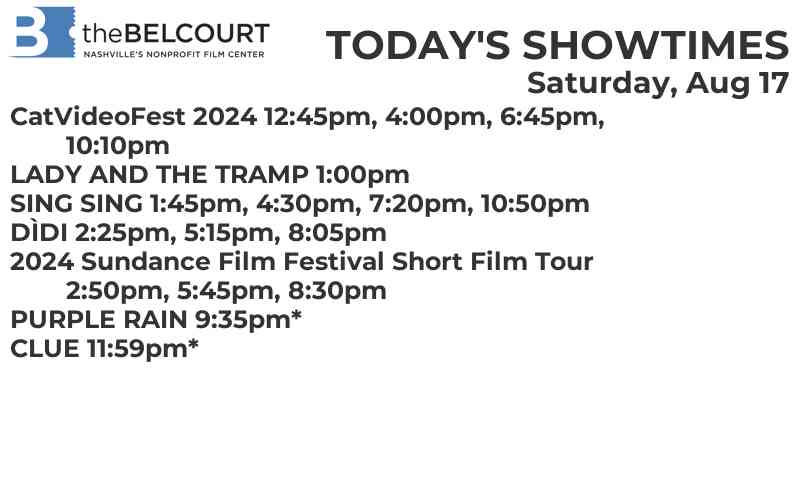 B theBELCOURT
NASHVILLE'S NONPROFIT FILM CENTER
TODAY'S SHOWTIMES
Saturday, Aug 17
CatVideoFest 2024 12:45pm, 4:00pm, 6:45pm,
10:10pm
LADY AND THE TRAMP 1:00pm
SING SING 1:45pm, 4:30pm, 7:20pm, 10:50pm
DÌDI 2:25pm, 5:15pm, 8:05pm
2024 Sundance Film Festival Short Film Tour
2:50pm, 5:45pm, 8:30pm
PURPLE RAIN 9:35pm*
CLUE 11:59pm*